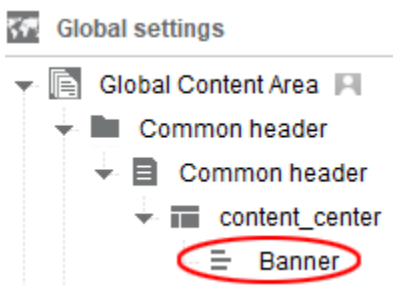 Global settings
Global Content Area
Common header
Common header
content_center
Banner